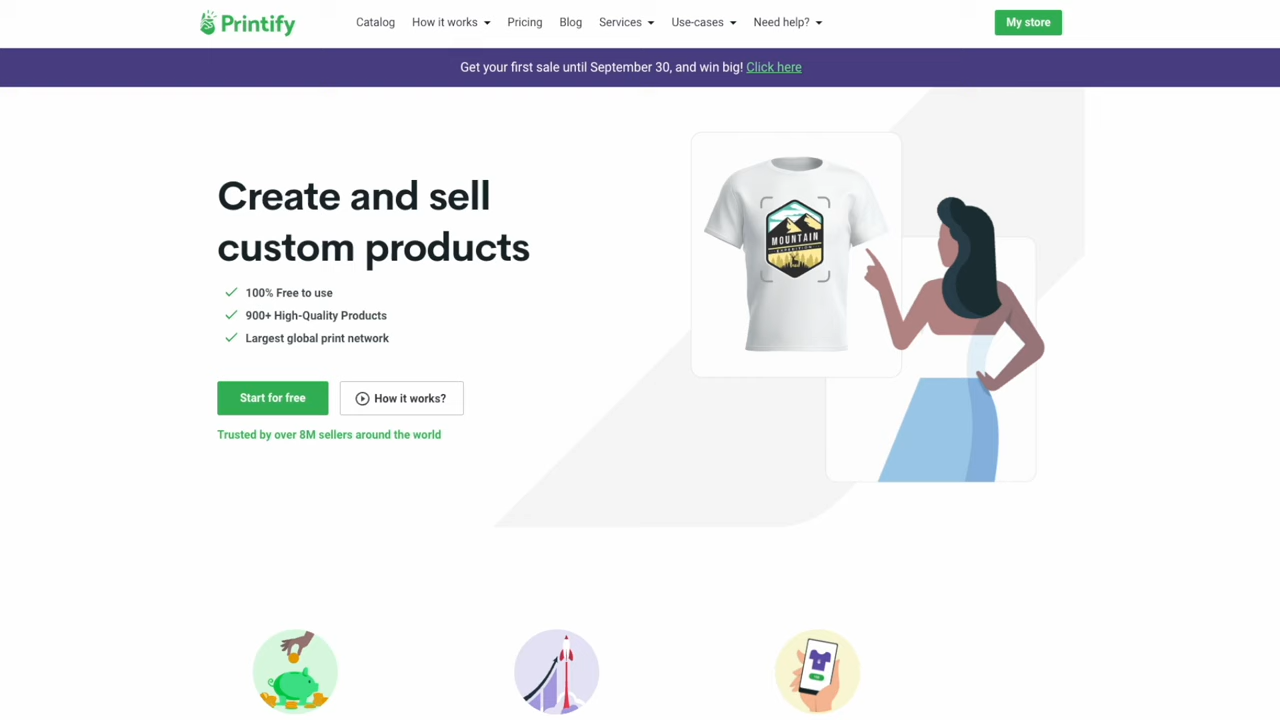 Printify
Catalog How it works Pricing Blog Services Use-cases Need help? My store
Get your first sale until September 30, and win big! Click here
Create and sell
custom products
100% Free to use
900+ High-Quality Products
Largest global print network
Start for free How it works?
Trusted by over 8M sellers around the world
MOUNTAIN